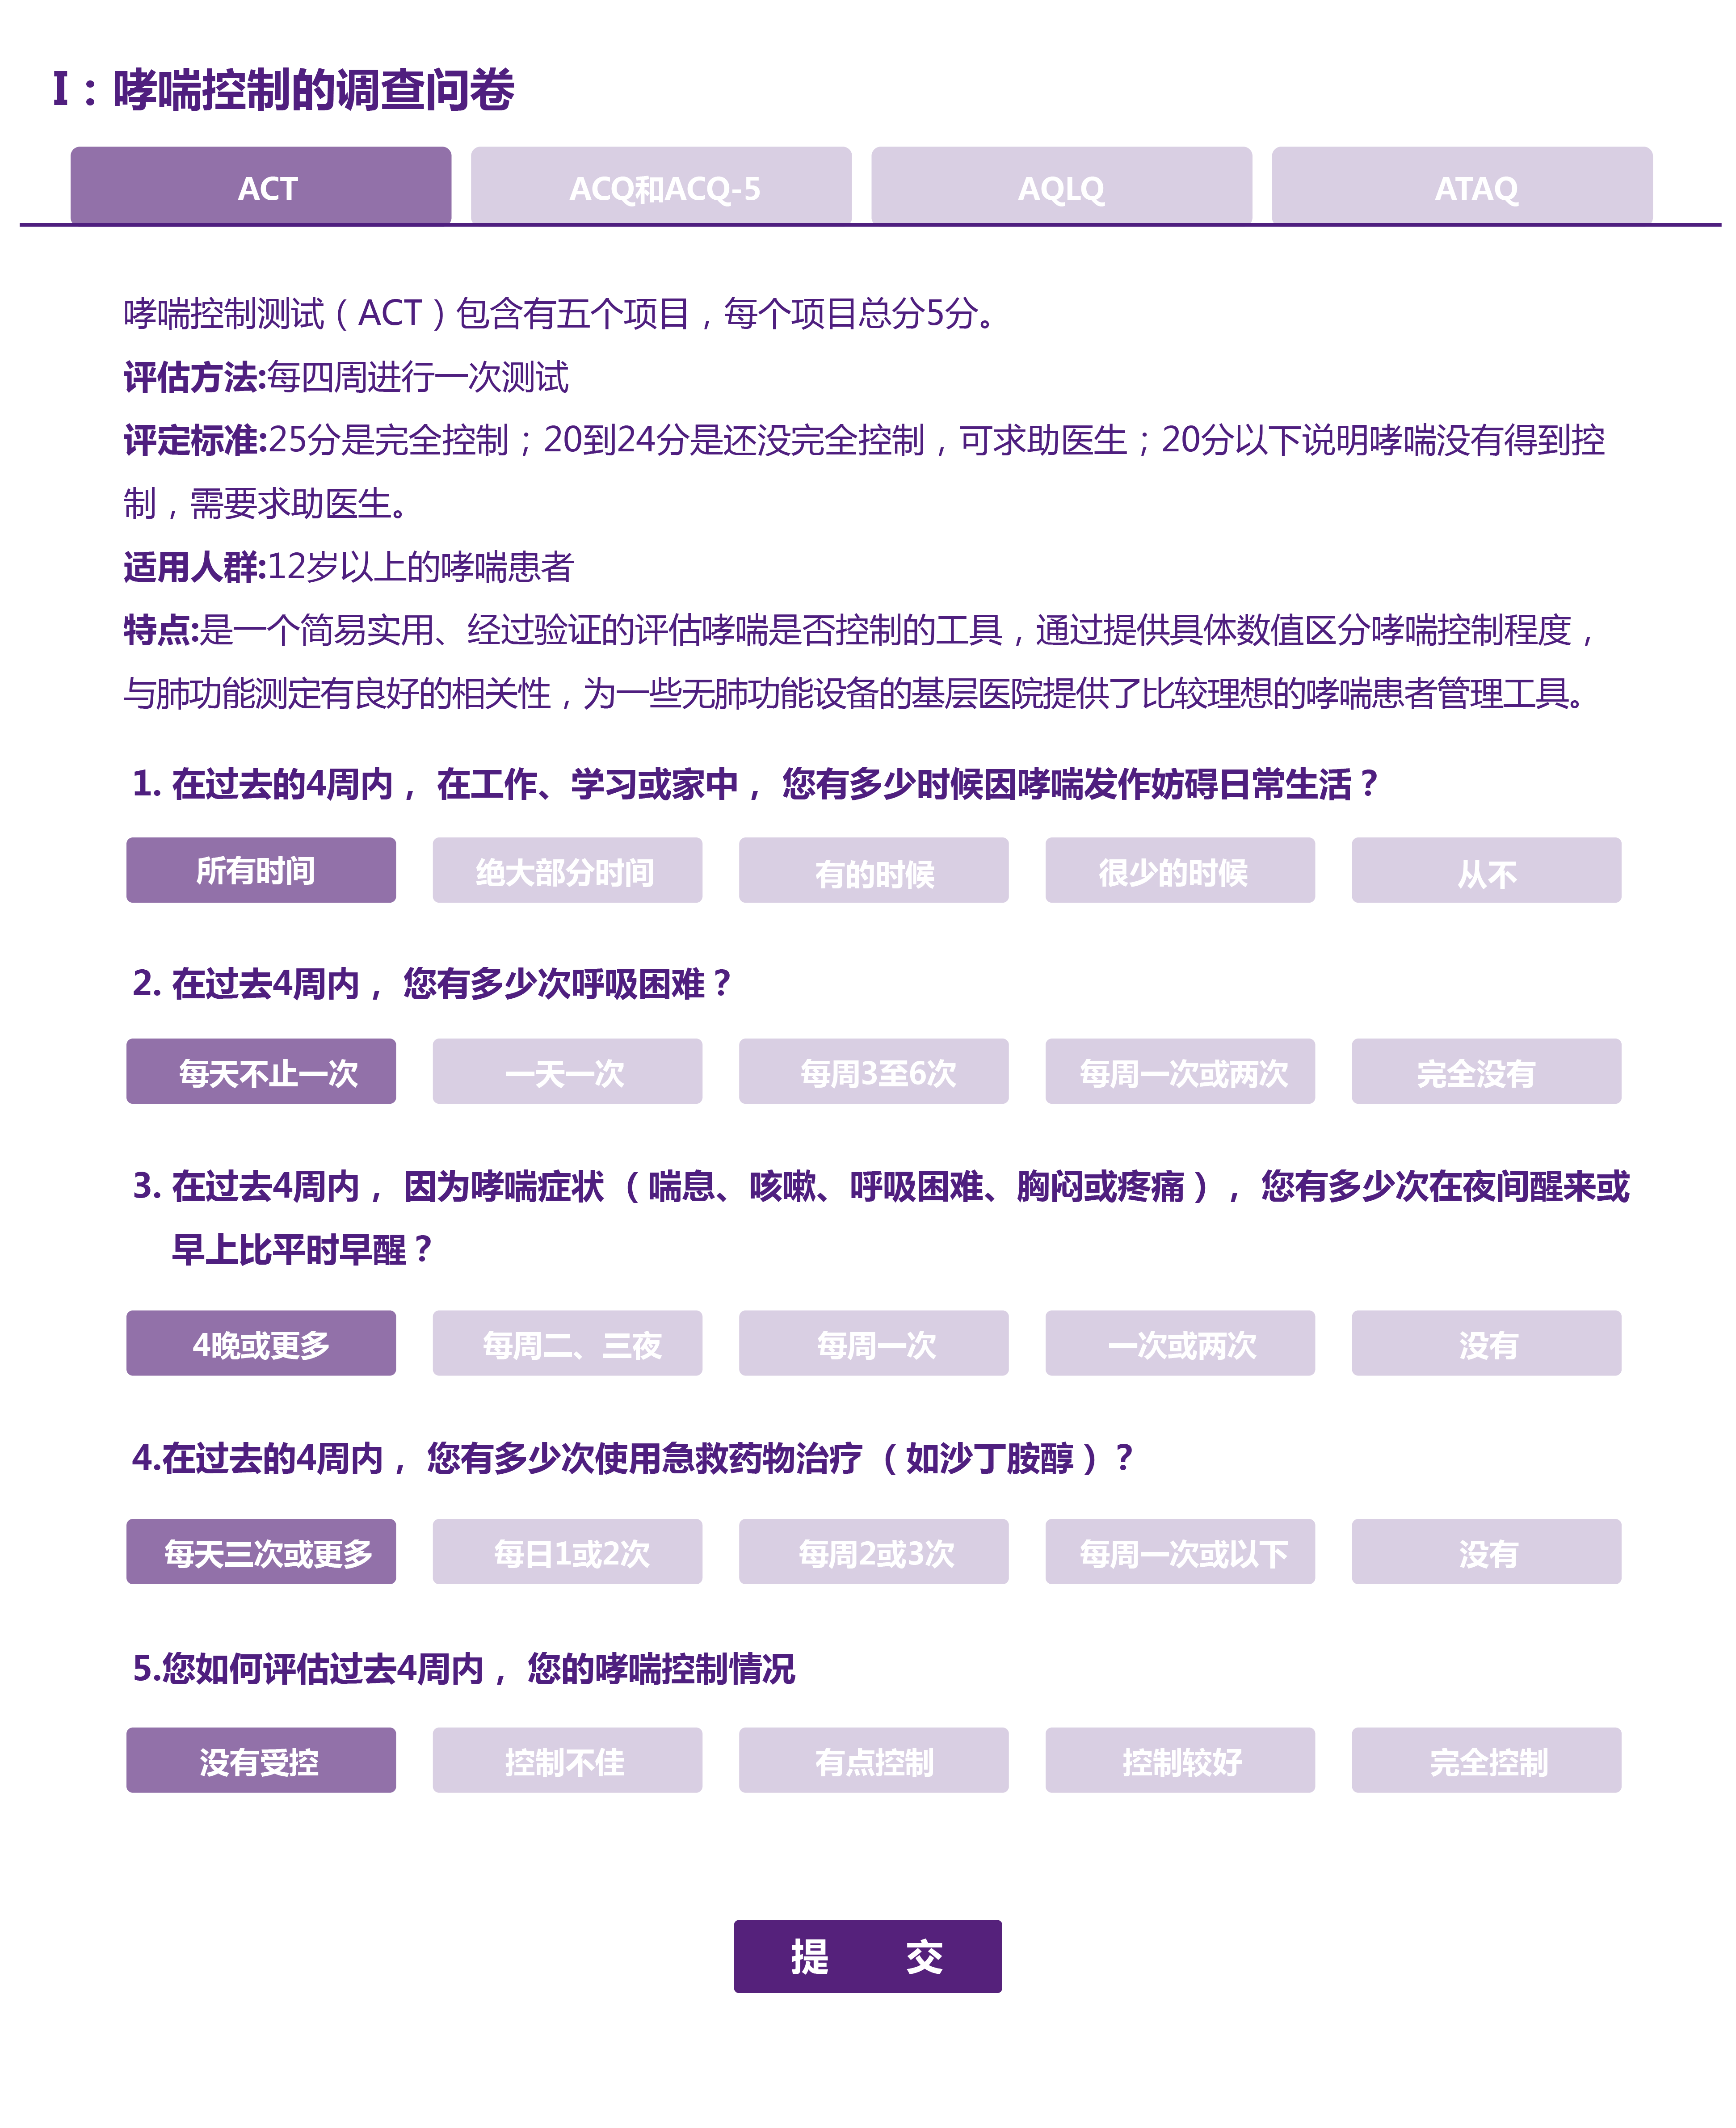 I：哮喘控制的调查问卷
ACT
ACQ和ACQ-5
AQLQ
ATAQ
哮喘控制测试（ACT）包含有五个项目，每个项目总分5分。
评估方法:每四周进行一次测试
评定标准:25分是完全控制；20到24分是还没完全控制，可求助医生；20分以下说明哮喘没有得到控
制，需要求助医生。
适用人群:12岁以上的哮喘患者
特点:是一个简易实用、经过验证的评估哮喘是否控制的工具，通过提供具体数值区分哮喘控制程度，
与肺功能测定有良好的相关性，为一些无肺功能设备的基层医院提供了比较理想的哮喘患者管理工具。
1. 在过去的4周内， 在工作、学习或家中， 您有多少时候因哮喘发作妨碍日常生活？
所有时间
绝大部分时间
有的时候
很少的时候
从不
2. 在过去4周内， 您有多少次呼吸困难？
每天不止一次
一天一次
每周3至6次
每周一次或两次
完全没有
3. 在过去4周内， 因为哮喘症状（喘息、咳嗽、呼吸困难、胸闷或疼痛）， 您有多少次在夜间醒来或
早上比平时早醒？
4晚或更多
每周二、三夜
每周一次
一次或两次
没有
4.在过去的4周内， 您有多少次使用急救药物治疗（如沙丁胺醇）？
每天三次或更多
每日1或2次
每周2或3次
每周一次或以下
没有
5.您如何评估过去4周内， 您的哮喘控制情况
没有受控
控制不佳
有点控制
控制较好
完全控制
提 交